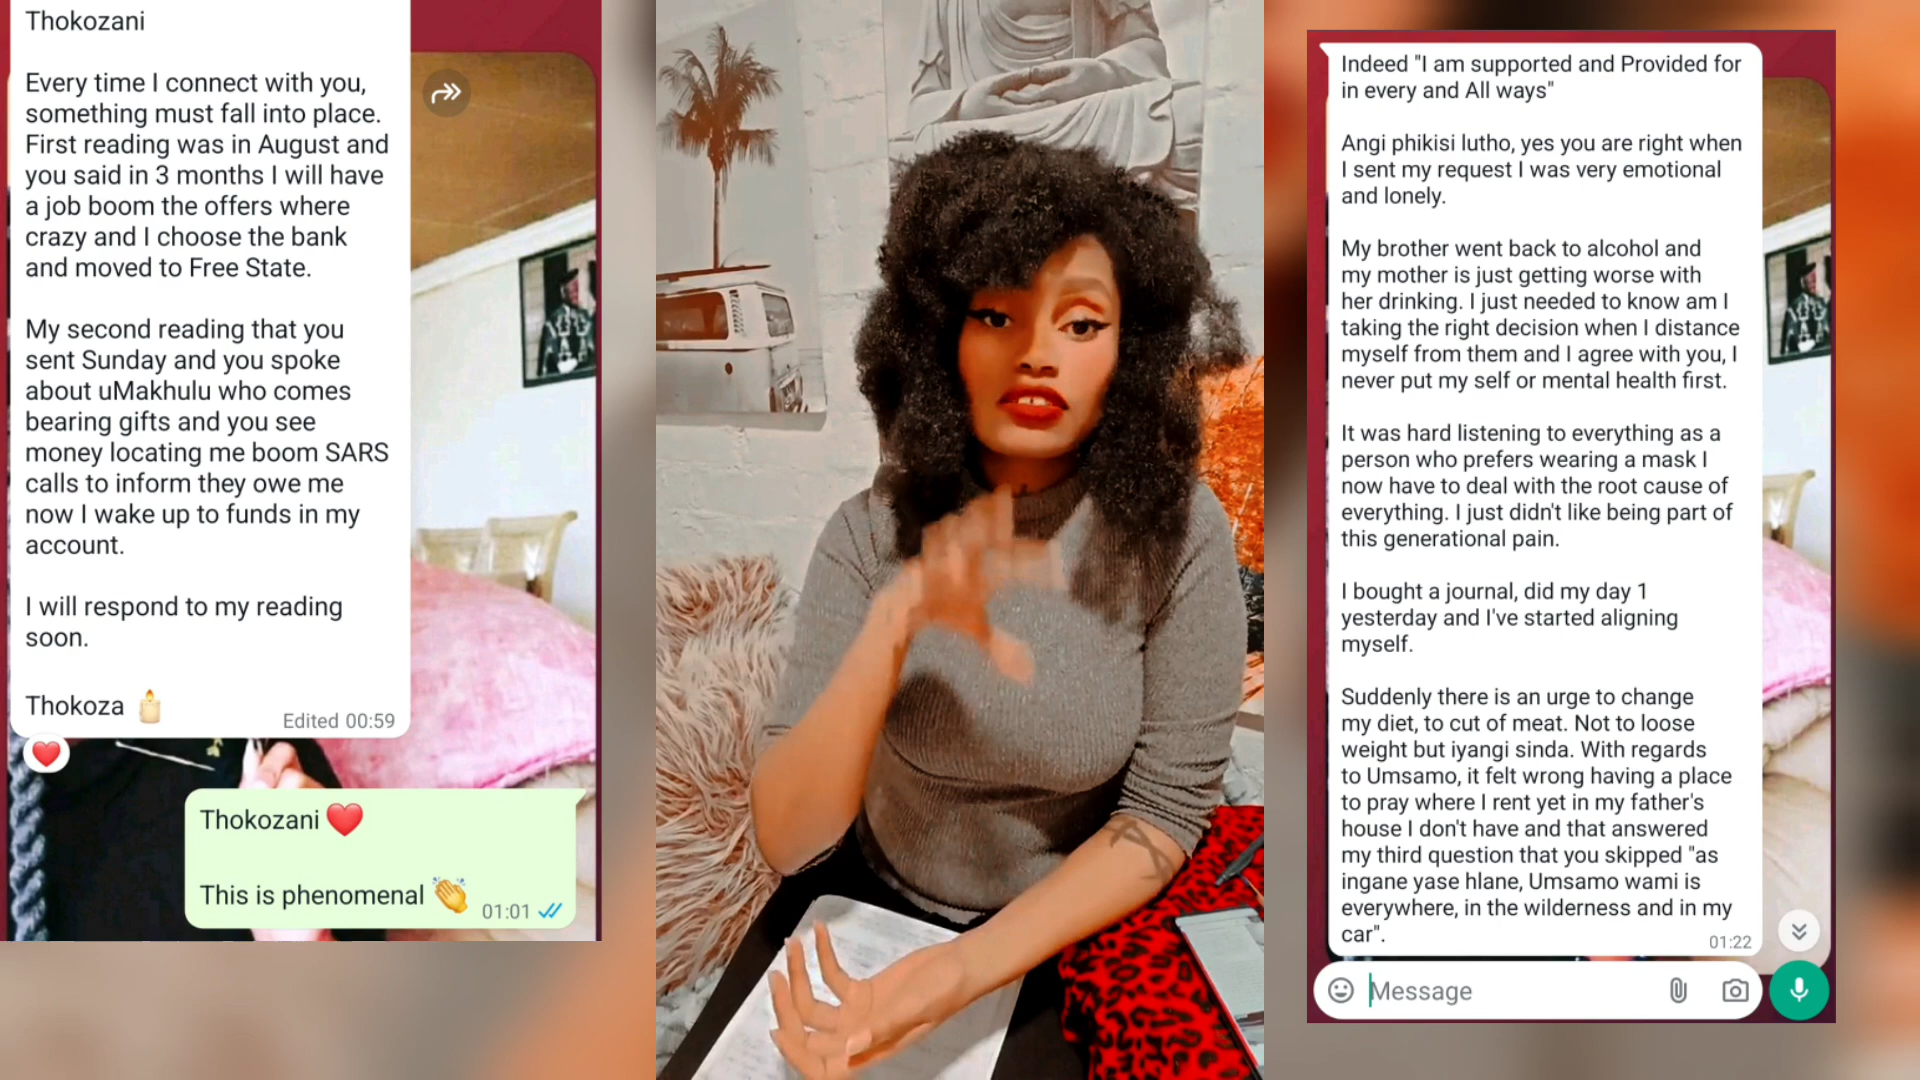 Thokozani
Every time I connect with you,
something must fall into place.
First reading was in August and
you said in 3 months I will have
a job boom the offers where
crazy and I choose the bank
and moved to Free State.
My second reading that you
sent Sunday and you spoke
about uMakhulu who comes
bearing gifts and you see
money locating me boom SARS
calls to inform they owe me
now I wake up to funds in my
account.
I will respond to my reading
soon.
Thokoza 🕯️
Edited 00:59
❤️
Thokozani ❤️
This is phenomenal 👏
01:01
Indeed "I am supported and Provided for
in every and All ways"
Angi phikisi lutho, yes you are right when
I sent my request I was very emotional
and lonely.
My brother went back to alcohol and
my mother is just getting worse with
her drinking. I just needed to know am I
taking the right decision when I distance
myself from them and I agree with you, I
never put my self or mental health first.
It was hard listening to everything as a
person who prefers wearing a mask I
now have to deal with the root cause of
everything. I just didn't like being part of
this generational pain.
I bought a journal, did my day 1
yesterday and I've started aligning
myself.
Suddenly there is an urge to change
my diet, to cut of meat. Not to loose
weight but iyangi sinda. With regards
to Umsamo, it felt wrong having a place
to pray where I rent yet in my father's
house I don't have and that answered
my third question that you skipped "as
ingane yase hlane, Umsamo wami is
everywhere, in the wilderness and in my
car".
01:22
Message